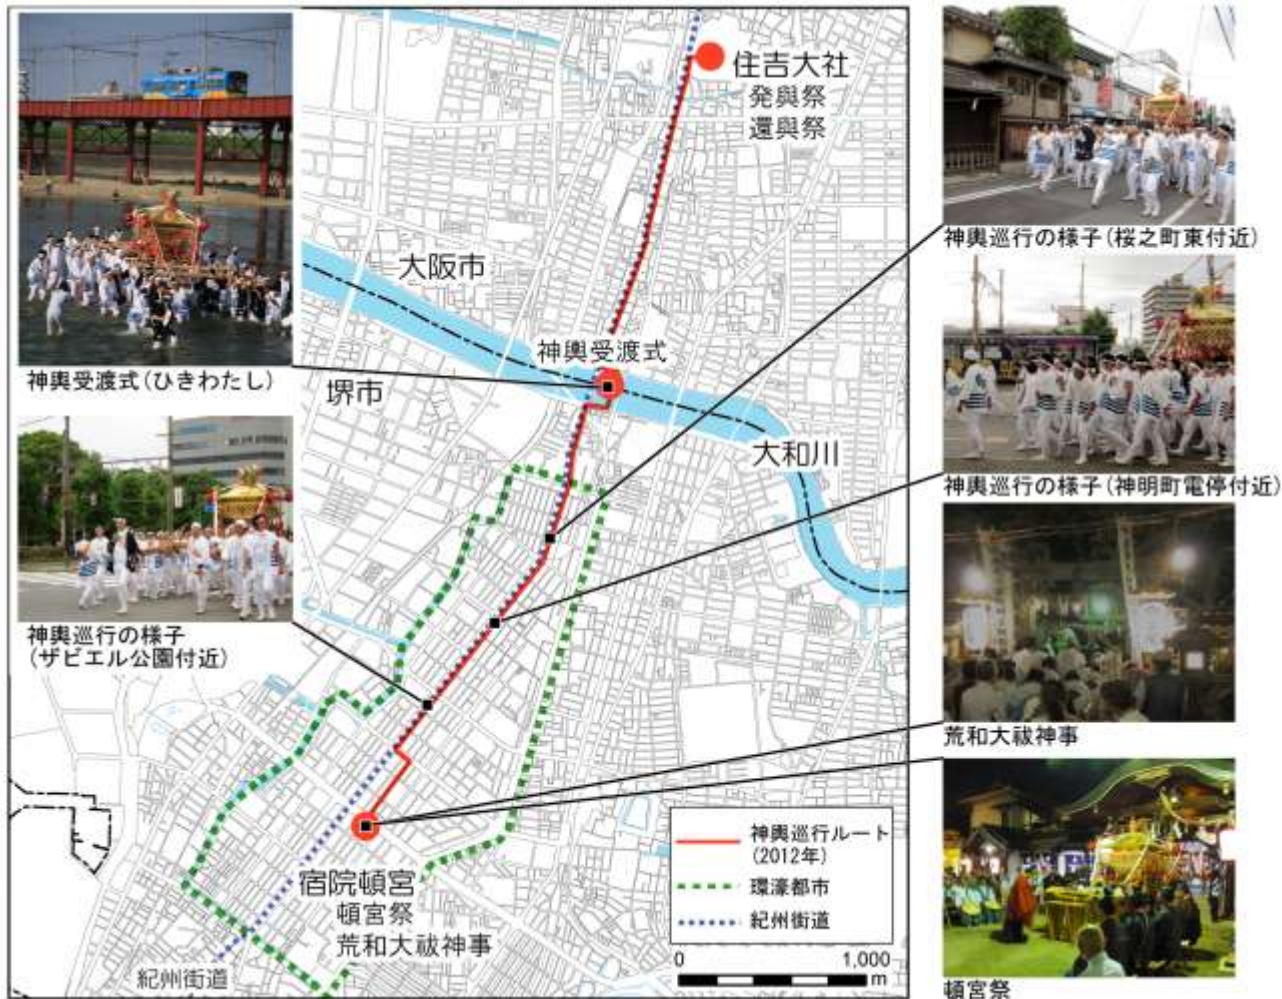 住吉大社
発輿祭
還輿祭
大阪市
神輿受渡式
堺市
大和川
神輿受渡式(ひきわたし)
神輿巡行の様子
(ザビエル公園付近)
神輿巡行の様子(桜之町東付近)
神輿巡行の様子(神明町電停付近)
荒和大祓神事
頓宮祭
宿院頓宮
頓宮祭
荒和大祓神事
紀州街道
神輿巡行ルート
(2012年)
環濠都市
紀州街道
0 1,000
m